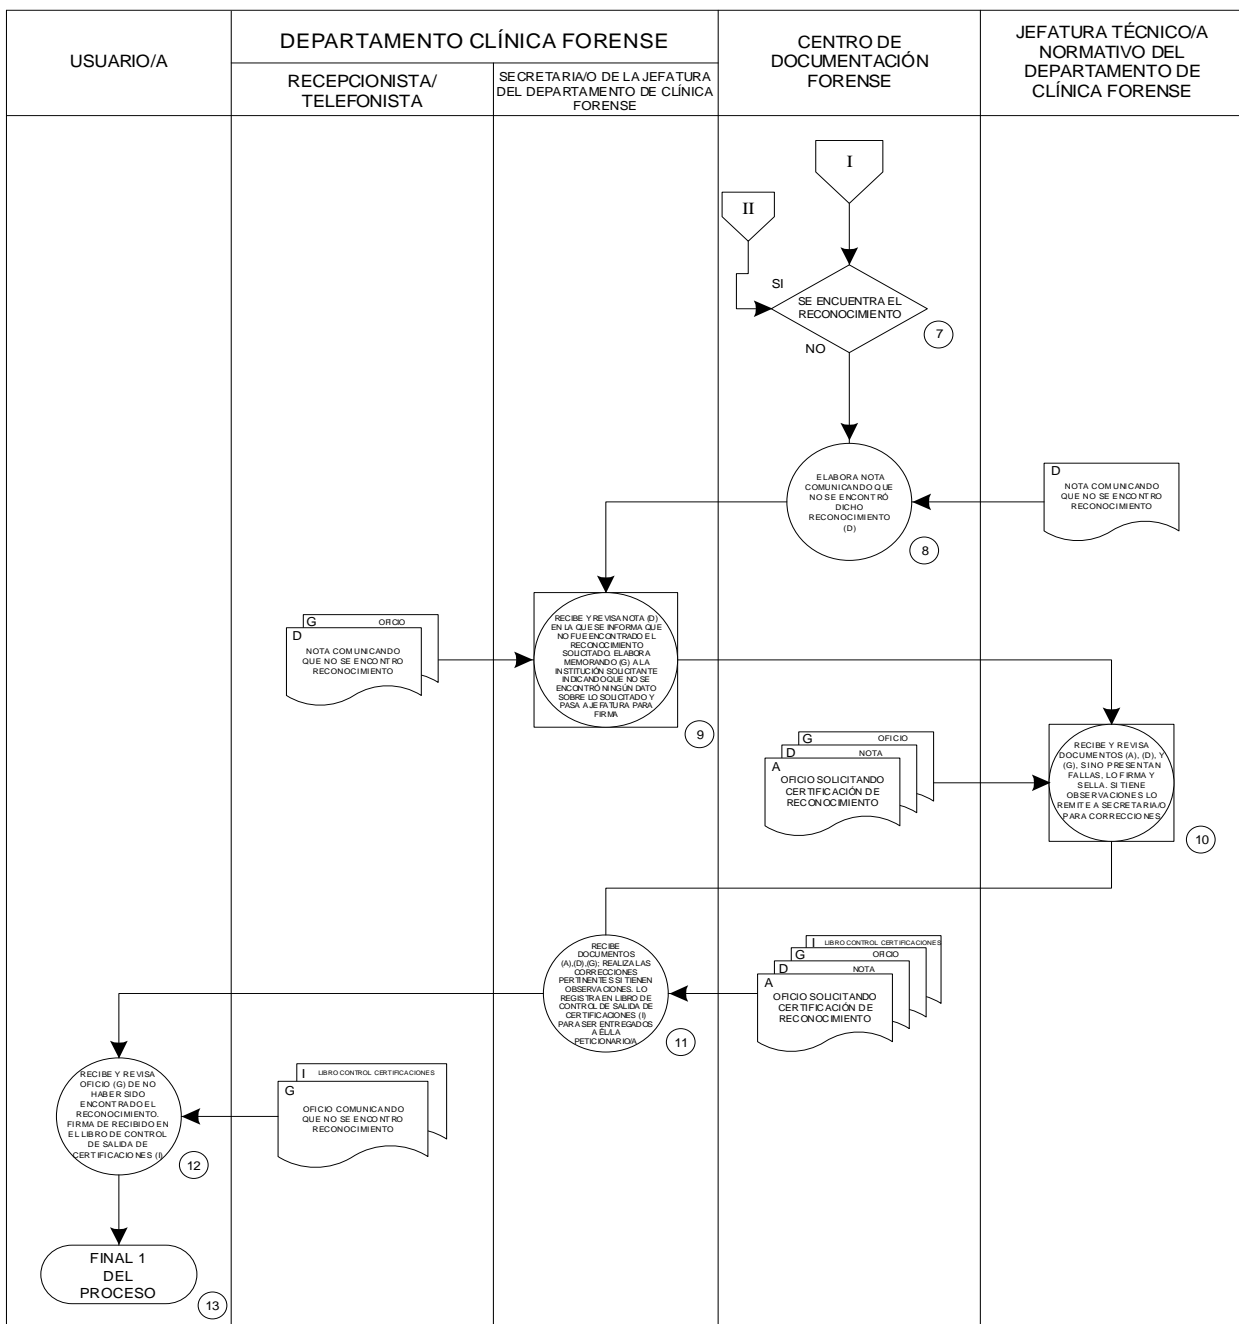 USUARIO/A
DEPARTAMENTO CLÍNICA FORENSE
RECEPCIONISTA/
TELEFONISTA
SECRETARIA/O DE LA JEFATURA
DEL DEPARTAMENTO DE CLÍNICA
FORENSE
CENTRO DE
DOCUMENTACIÓN
FORENSE
JEFATURA TÉCNICO/A
NORMATIVO DEL
DEPARTAMENTO DE
CLÍNICA FORENSE
I
II
SI
SE ENCUENTRA EL
RECONOCIMIENTO
7
NO
ELABORA NOTA
COMUNICANDO QUE
NO SE ENCONTRÓ
DICHO
RECONOCIMIENTO
(D)
8
D
NOTA COMUNICANDO
QUE NO SE ENCONTRO
RECONOCIMIENTO
G
OFICIO
D
NOTA COMUNICANDO
QUE NO SE ENCONTRO
RECONOCIMIENTO
RECIBE Y REVISA NOTA (D)
EN LA QUE SE INFORMA QUE
NO FUE ENCONTRADO EL
RECONOCIMIENTO
SOLICITADO. ELABORA
MEMORANDO (G) A LA
INSTITUCIÓN SOLICITANTE
INDICANDO QUE NO SE
ENCONTRÓ NINGÚN DATO
SOBRE LO SOLICITADO Y
PASA A JEFATURA PARA
FIRMA
9
G
OFICIO
D
NOTA
A
OFICIO SOLICITANDO
CERTIFICACIÓN DE
RECONOCIMIENTO
RECIBE Y REVISA
DOCUMENTOS (A), (D), Y
(G), SI NO PRESENTAN
FALLAS, LO FIRMA Y
SELLA. SI TIENE
OBSERVACIONES LO
REMITE A SECRETARIA/O
PARA CORRECCIONES
10
RECIBE
DOCUMENTOS
(A),(D),(G); REALIZA LAS
CORRECCIONES
PERTINENTES SI TIENEN
OBSERVACIONES. LO
REGISTRA EN LIBRO DE
CONTROL DE SALIDA DE
CERTIFICACIONES (I)
PARA SER ENTREGADOS
A ÉL/LA
PETICIONARIO/A
11
I
LIBRO CONTROL CERTIFICACIONES
G
OFICIO
D
NOTA
A
OFICIO SOLICITANDO
CERTIFICACIÓN DE
RECONOCIMIENTO
RECIBE Y REVISA
OFICIO (G) DE NO
HABER SIDO
ENCONTRADO EL
RECONOCIMIENTO.
FIRMA DE RECIBIDO EN
EL LIBRO DE CONTROL
DE SALIDA DE
CERTIFICACIONES (I)
12
I
LIBRO CONTROL CERTIFICACIONES
G
OFICIO COMUNICANDO
QUE NO SE ENCONTRO
RECONOCIMIENTO
FINAL 1
DEL
PROCESO
13